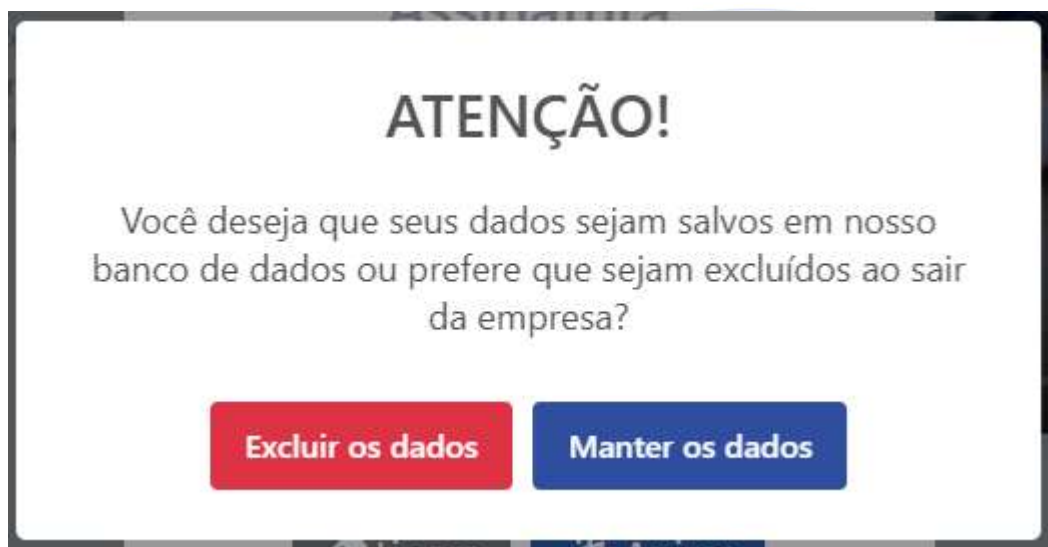 Assinatura
ATENÇÃO!
Você deseja que seus dados sejam salvos em nosso
banco de dados ou prefere que sejam excluídos ao sair
da empresa?
Excluir os dados
Manter os dados